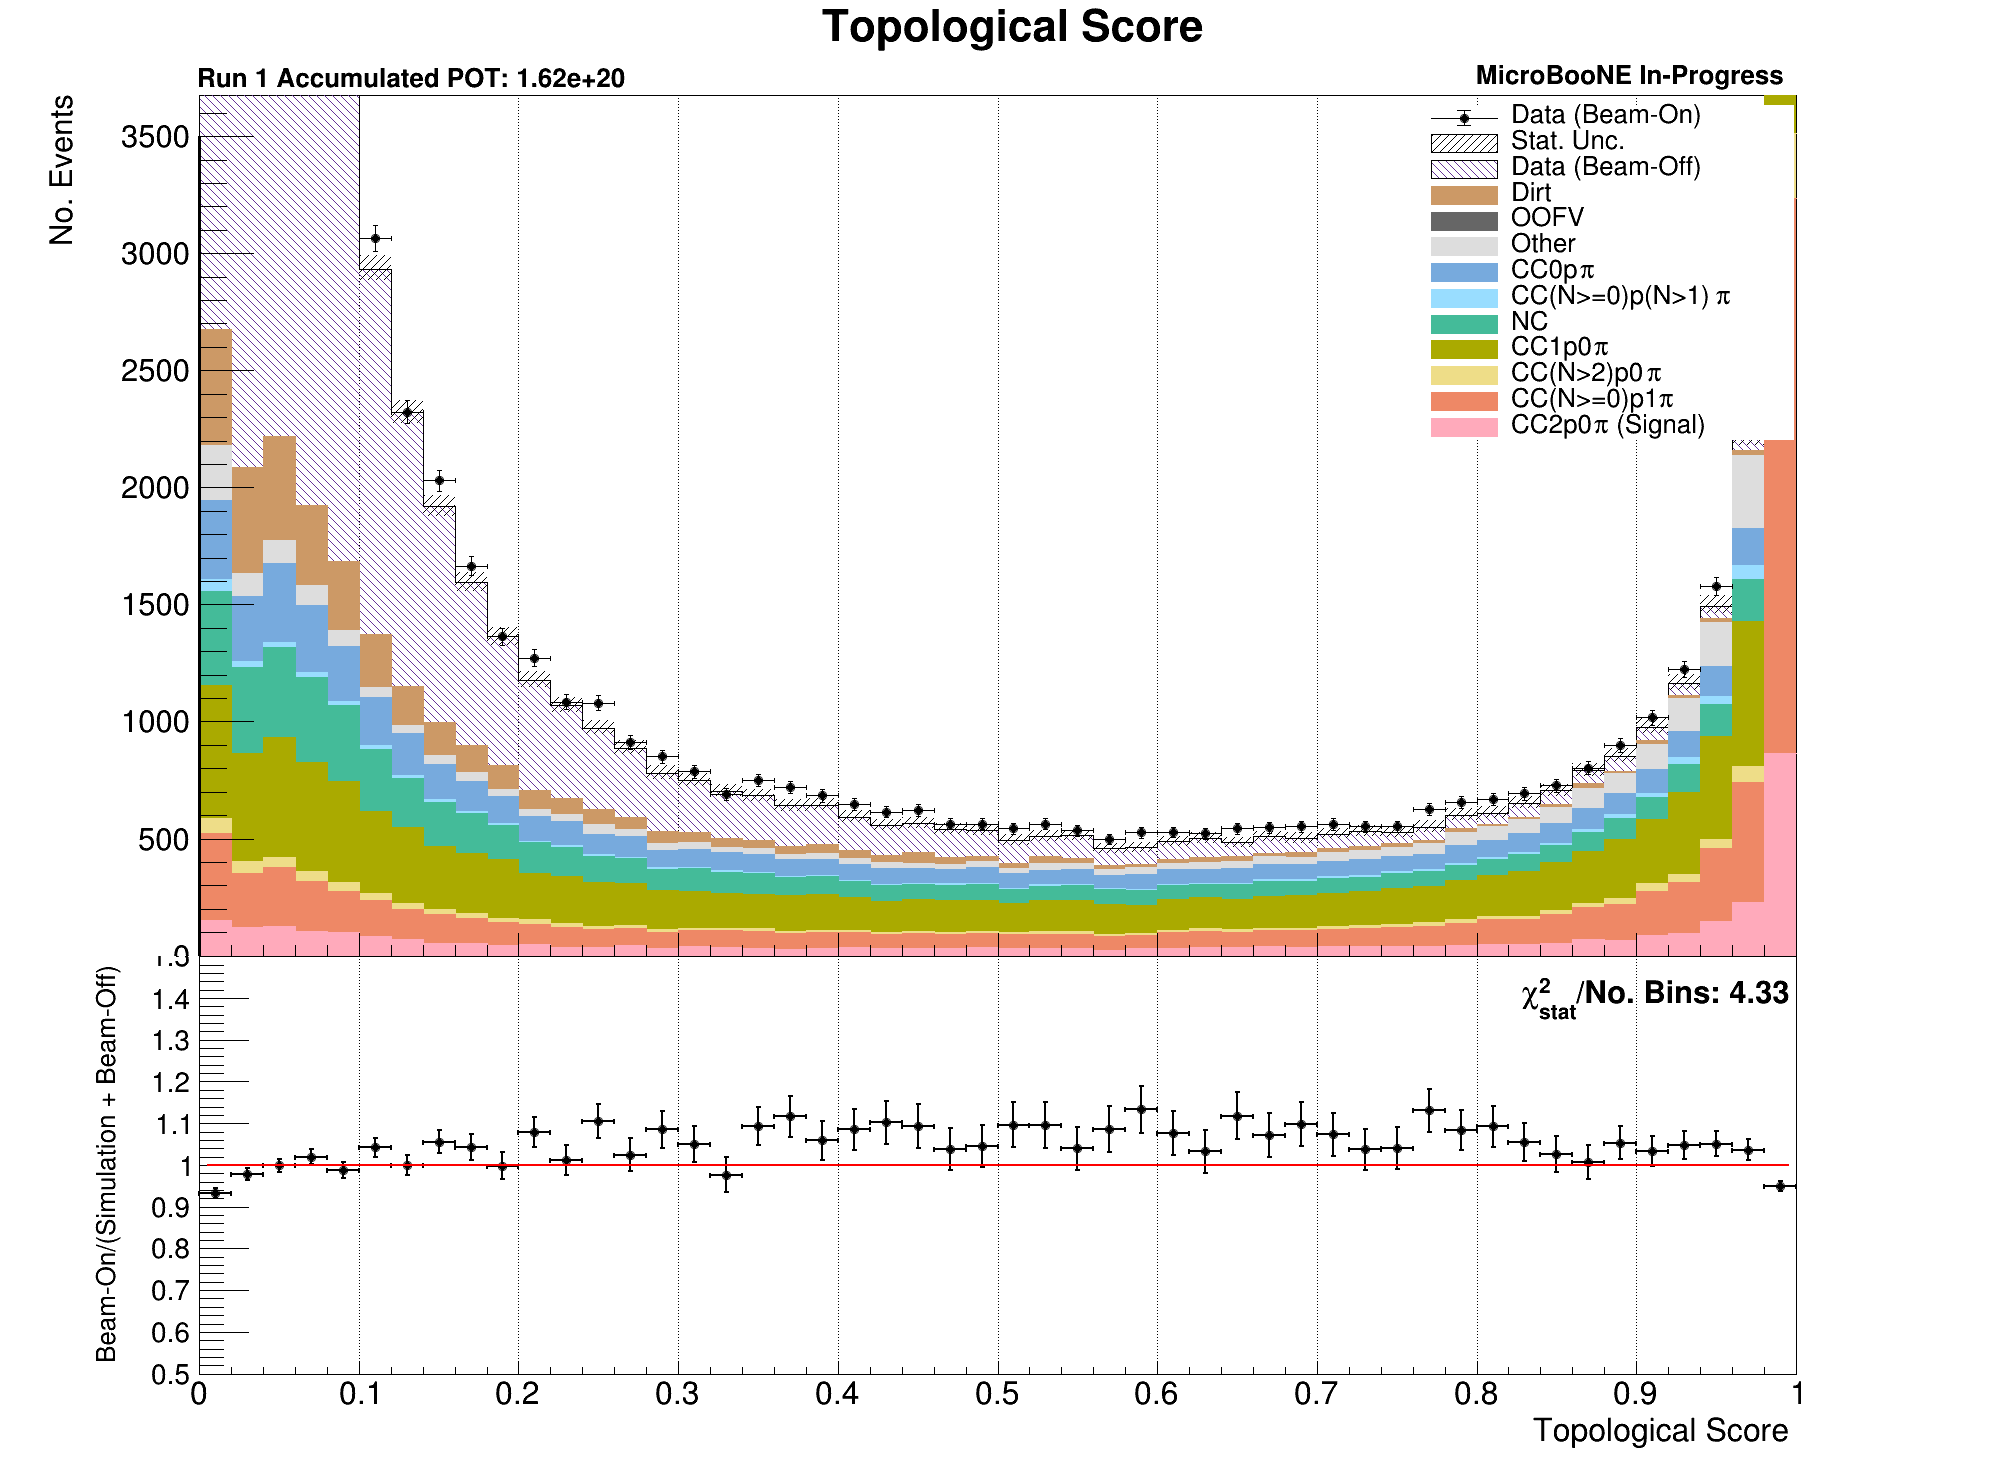 Topological Score
Run 1 Accumulated POT: 1.62e+20
MicroBooNE In-Progress
No. Events
3500
3000
2500
2000
1500
1000
500
0
Data (Beam-On)
Stat. Unc.
Data (Beam-Off)
Dirt
OOFV
Other
CC0pπ
CC(N>=0)p(N>1) π
NC
CC1p0π
CC(N>2)p0π
CC(N>=0)p1π
CC2p0π (Signal)
Beam-On/(Simulation + Beam-Off)
χ²stat/No. Bins: 4.33
1.4
1.3
1.2
1.1
1
0.9
0.8
0.7
0.6
0.5
0 0.1 0.2 0.3 0.4 0.5 0.6 0.7 0.8 0.9 1
Topological Score